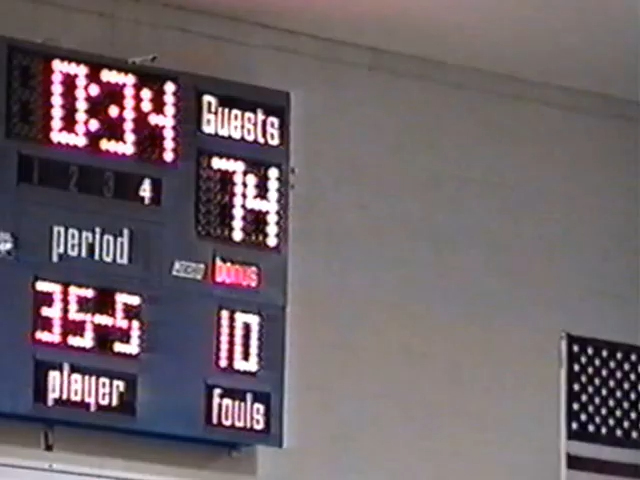 0:34
Guests
1 2 3 4
74
period
bonus
35-5
10
player
fouls